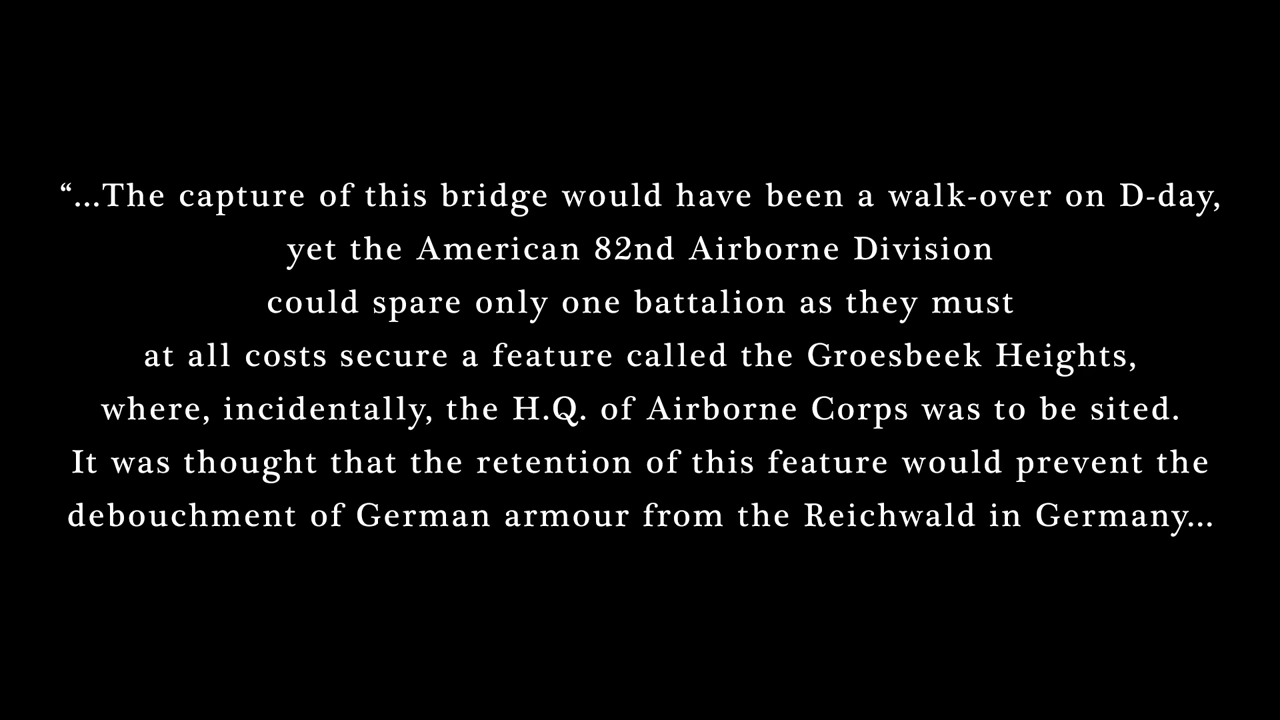 “...The capture of this bridge would have been a walk-over on D-day,
yet the American 82nd Airborne Division
could spare only one battalion as they must
at all costs secure a feature called the Groesbeek Heights,
where, incidentally, the H.Q. of Airborne Corps was to be sited.
It was thought that the retention of this feature would prevent the
debouchment of German armour from the Reichwald in Germany...